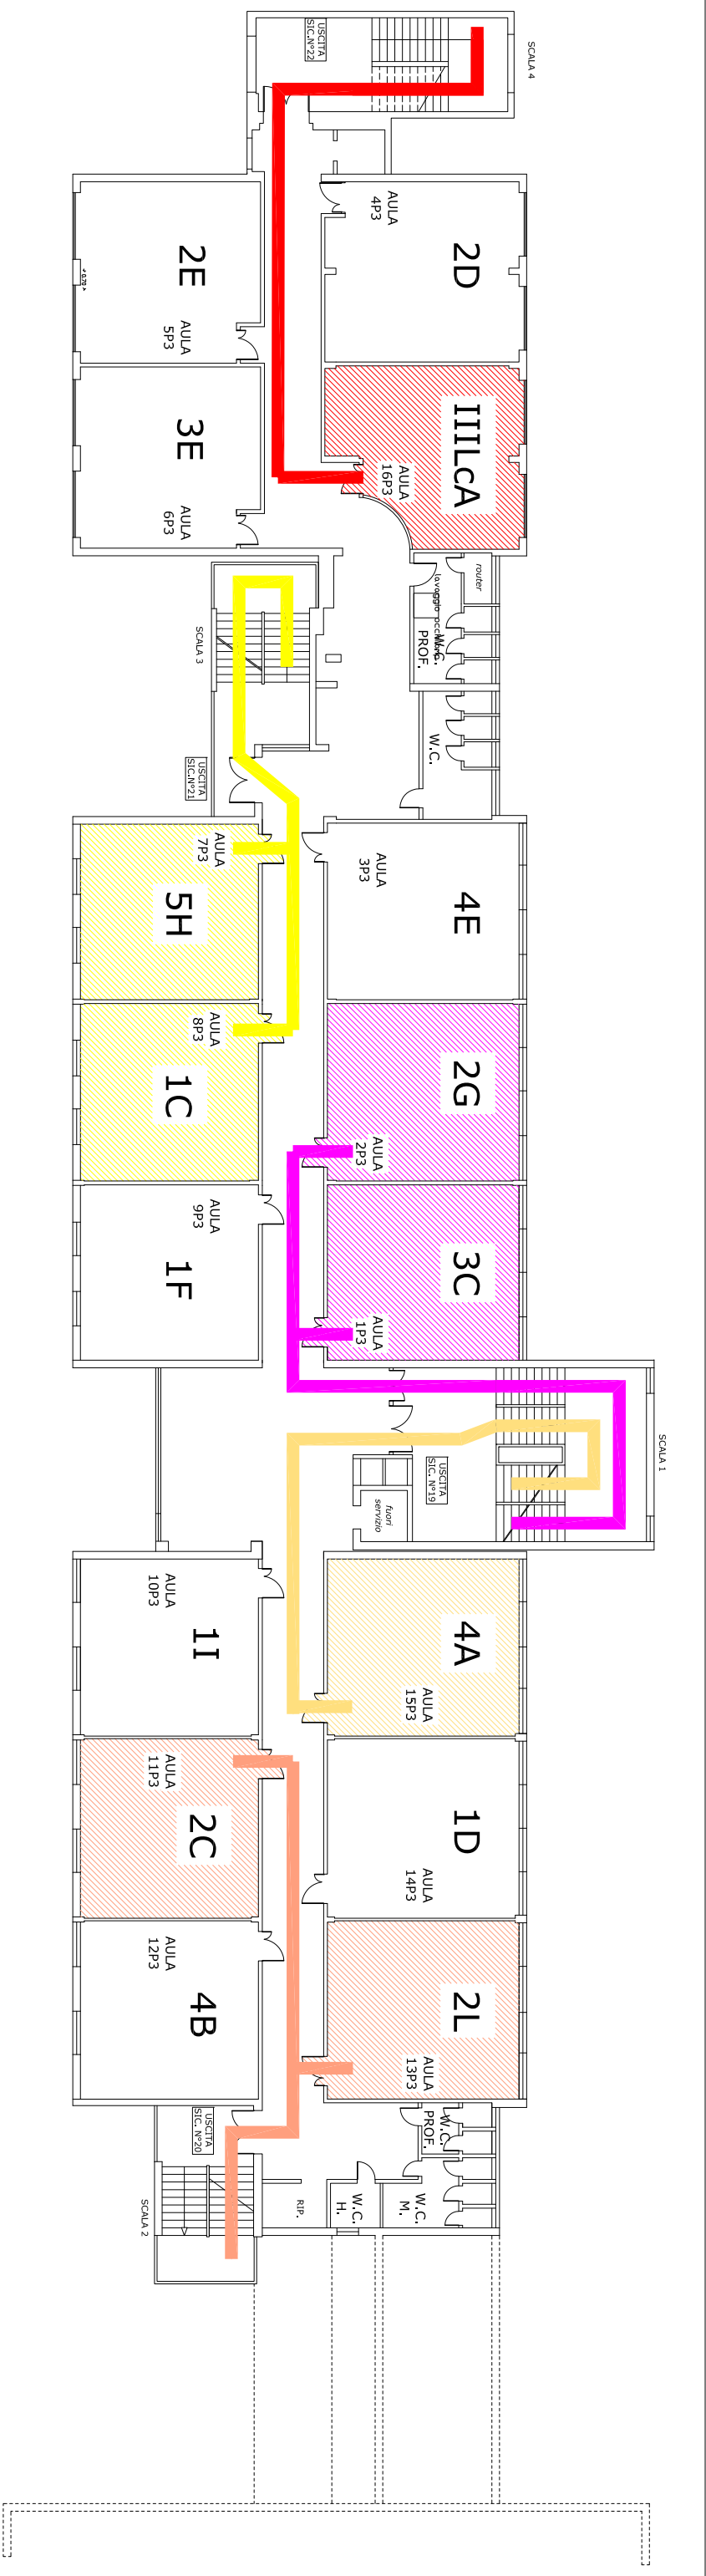 SCALA 4
USCITA
SIC.N°22
2D
AULA
4P3
2E
AULA
5P3
IIILcA
AULA
16P3
3E
AULA
6P3
router
lavaggio
W.C.
PROF.
SCALA 3
W.C.
USCITA
SIC.N°21
AULA
7P3
5H
AULA
3P3
4E
AULA
8P3
1C
2G
AULA
2P3
AULA
9P3
1F
3C
AULA
1P3
SCALA 1
USCITA
SIC. N°19
fuori
servizio
AULA
10P3
1I
4A
AULA
15P3
AULA
11P3
2C
1D
AULA
14P3
AULA
12P3
4B
2L
AULA
13P3
USCITA
SIC. N°20
W.C.
PROF.
SCALA 2
RIP.
W.C.
H.
W.C.
M.